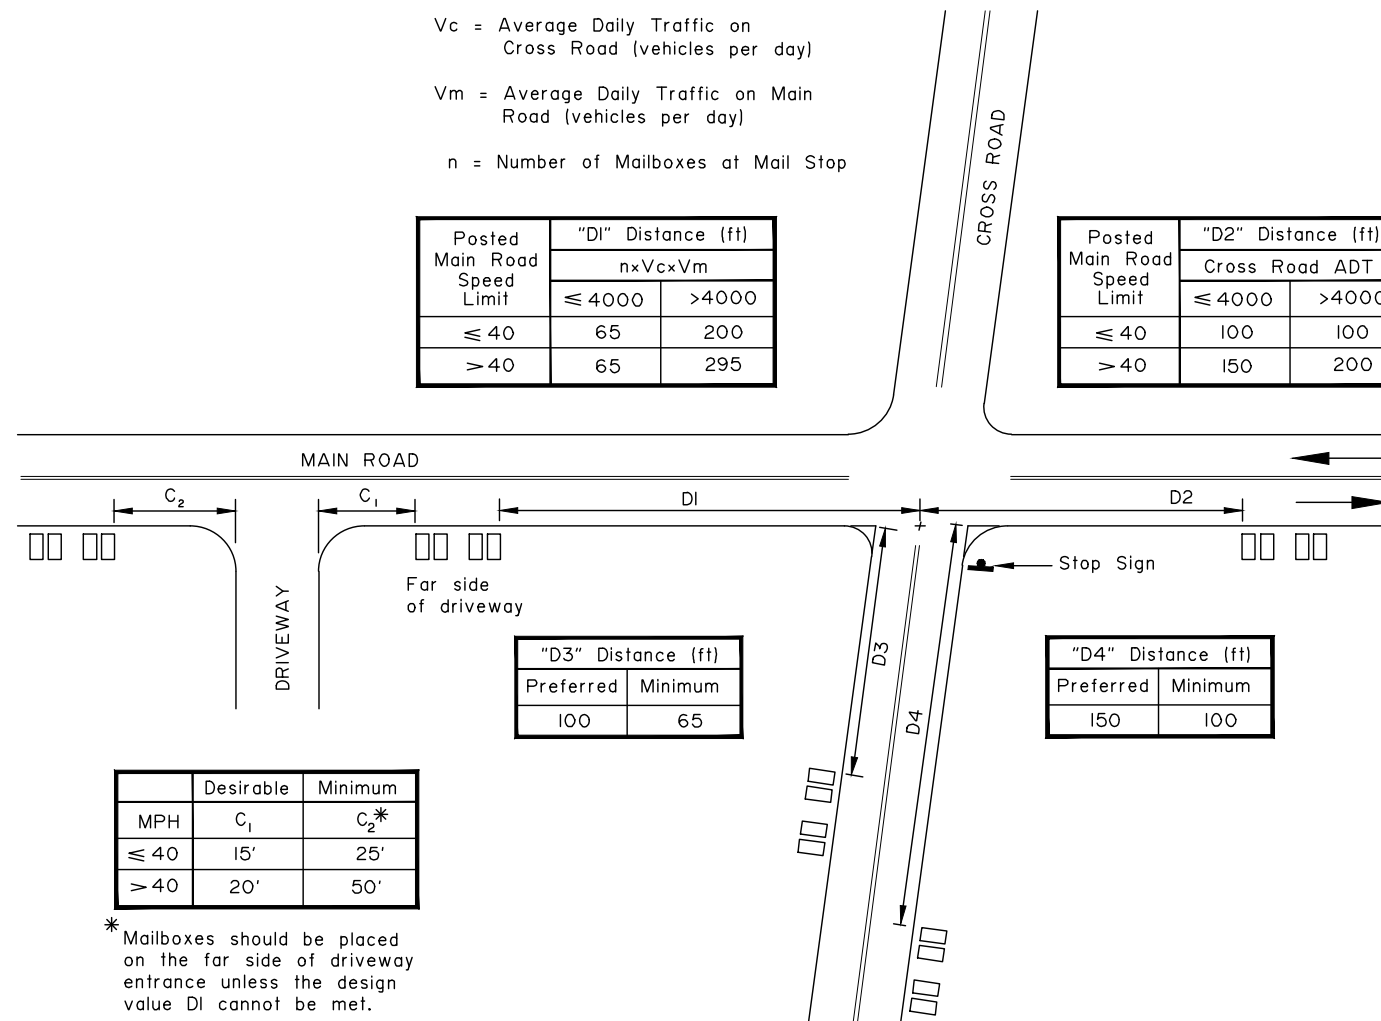 Vc = Average Daily Traffic on
Cross Road (vehicles per day)
Vm = Average Daily Traffic on Main
Road (vehicles per day)
n = Number of Mailboxes at Mail Stop
CROSS ROAD
Posted
Main Road
Speed
Limit
"D1" Distance (ft)
n×Vc×Vm
≤ 4000 >4000
≤ 40 65 200
> 40 65 295
Posted
Main Road
Speed
Limit
"D2" Distance (ft)
Cross Road ADT
≤ 4000 >4000
≤ 40 100 100
> 40 150 200
MAIN ROAD
C₂ C₁ D1 D2
Stop Sign
Far side
of driveway
DRIVEWAY
D3
D4
"D3" Distance (ft)
Preferred Minimum
100 65
"D4" Distance (ft)
Preferred Minimum
150 100
Desirable Minimum
MPH C₁ C₂*
≤ 40 15' 25'
> 40 20' 50'
* Mailboxes should be placed
on the far side of driveway
entrance unless the design
value D1 cannot be met.